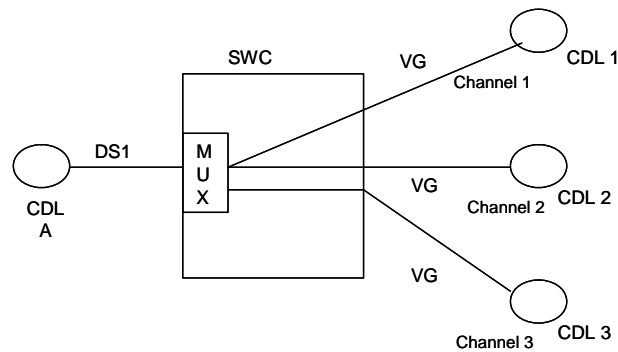 SWC
VG
CDL 1
Channel 1
DS1
M
U
X
CDL
A
VG
CDL 2
Channel 2
VG
CDL 3
Channel 3